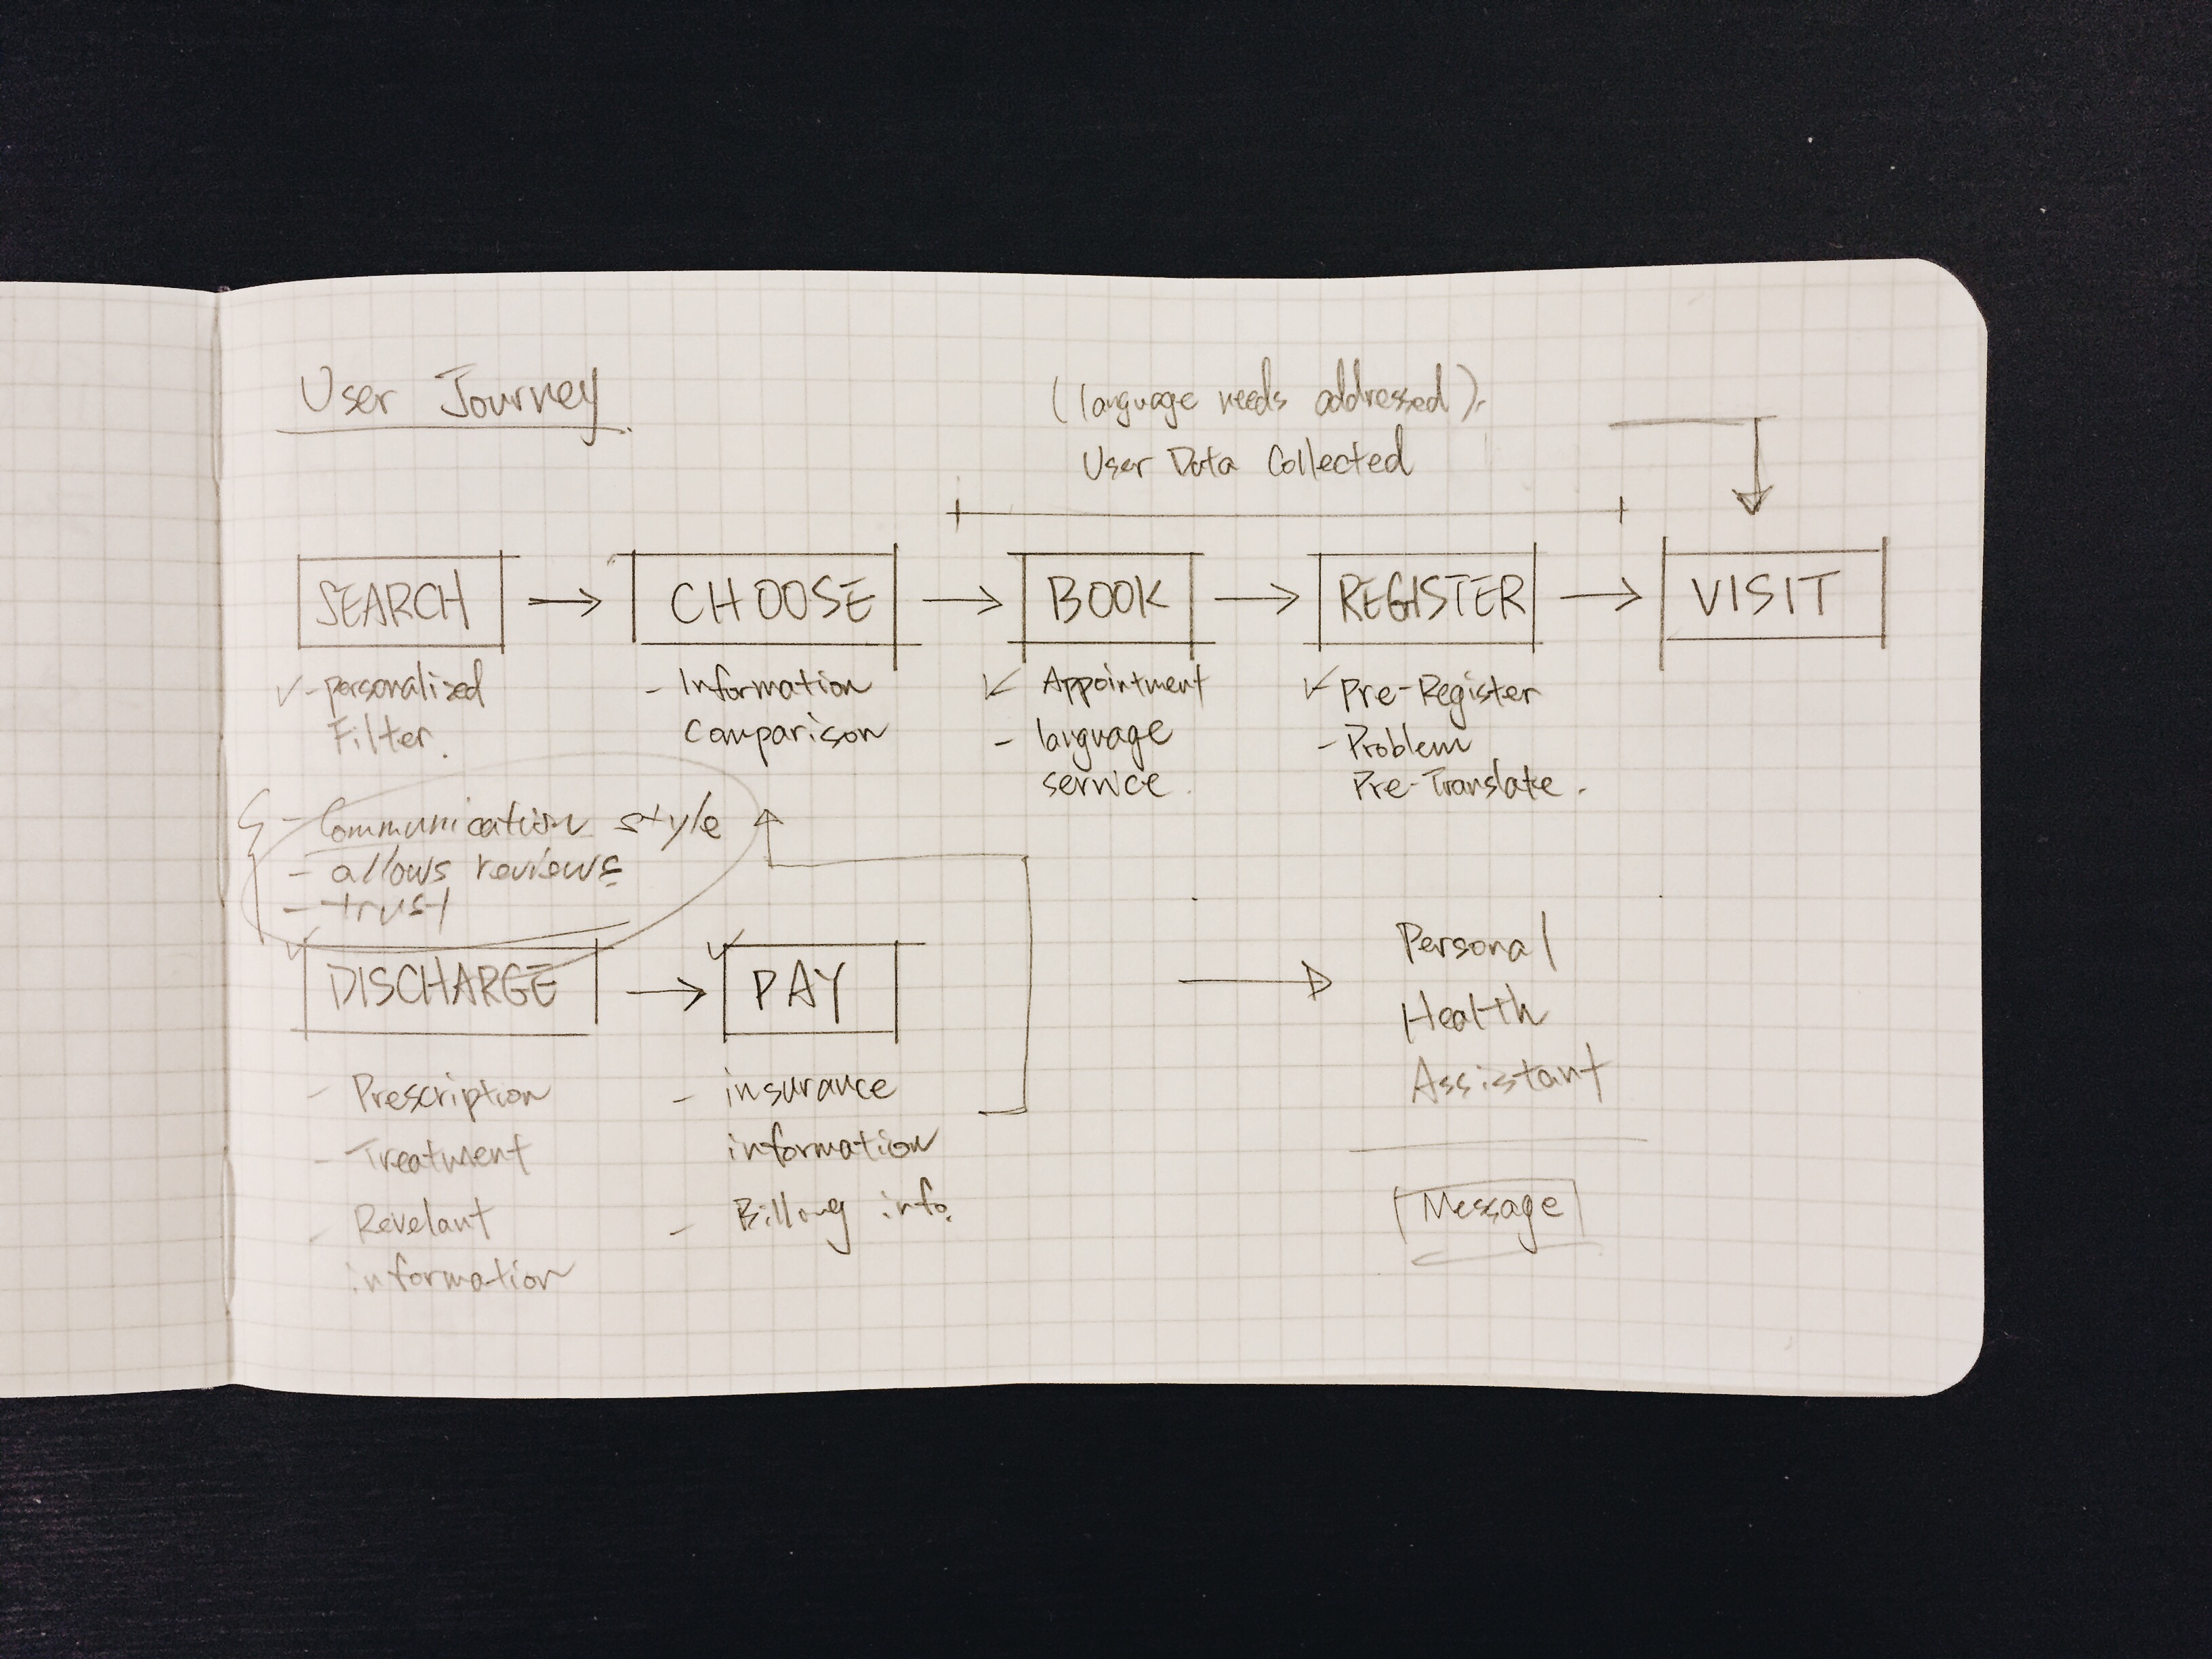 User Journey
(language needs addressed).
User Data Collected
SEARCH
CHOOSE
BOOK
REGISTER
VISIT
- personalized
Filter.
- Information
Comparison
Appointment
- language
service.
Pre-Register
- Problem
Pre-Translate.
- Communication style
- allows reviews
- trust
DISCHARGE
PAY
- Prescription
- Treatment
- Revelant
information
- insurance
information
- Billing info.
Personal
Health
Assistant
Message